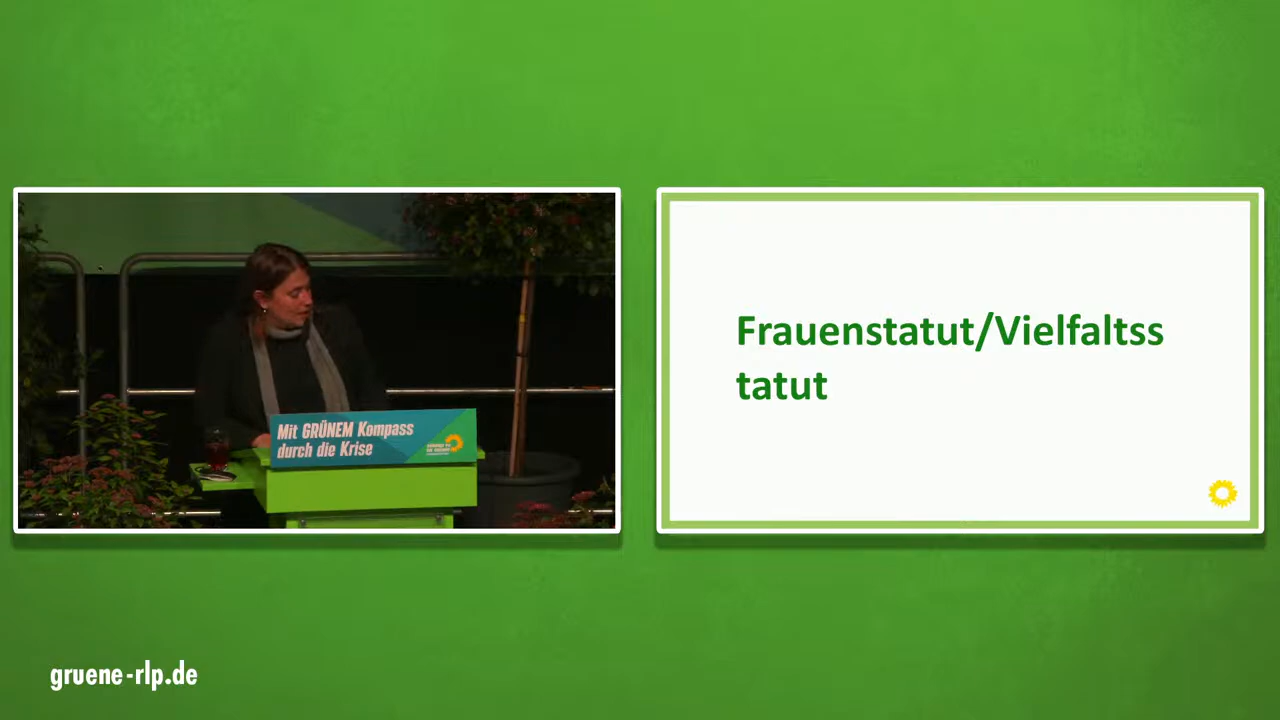 Mit GRÜNEM Kompass
durch die Krise
Frauenstatut/Vielfaltss
tatut
gruene-rlp.de